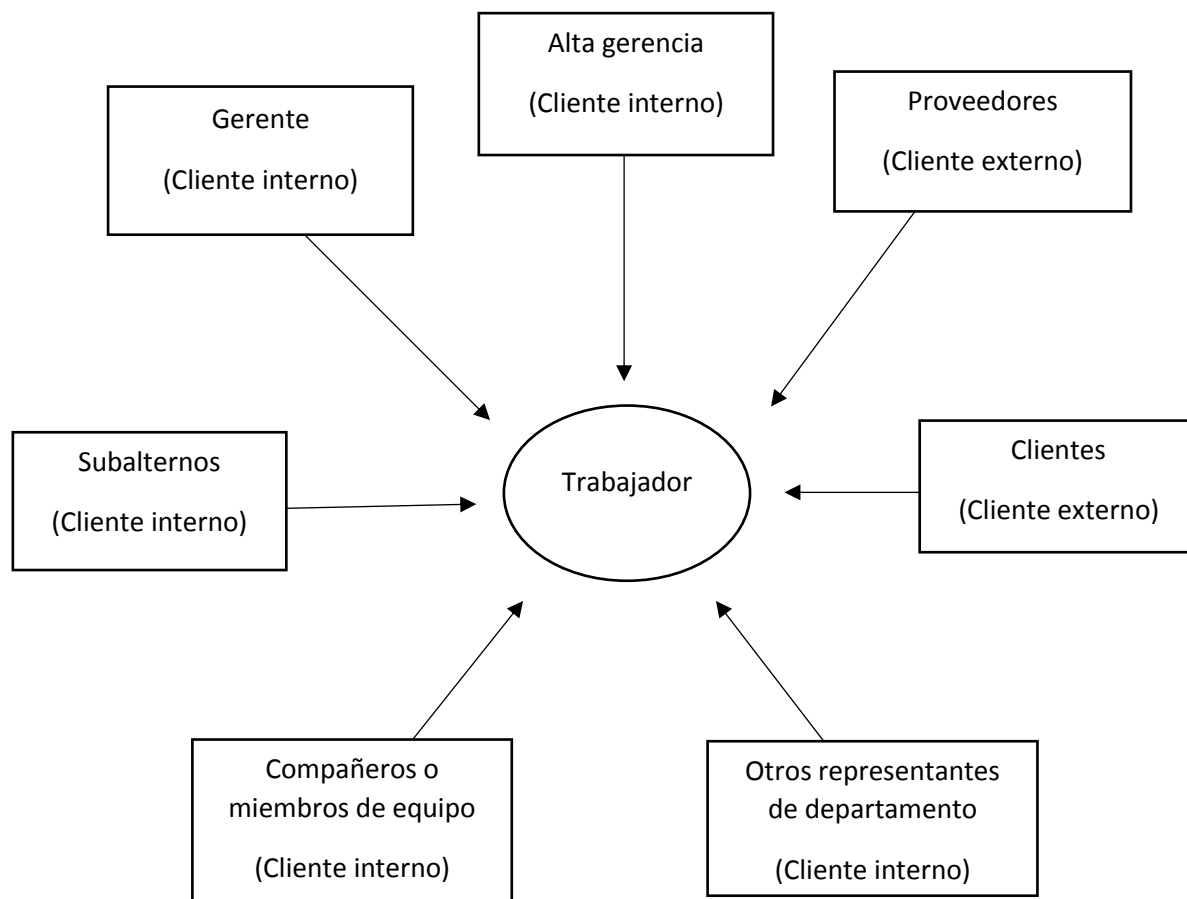 Alta gerencia
(Cliente interno)
Gerente
(Cliente interno)
Proveedores
(Cliente externo)
Subalternos
(Cliente interno)
Trabajador
Clientes
(Cliente externo)
Compañeros o
miembros de equipo
(Cliente interno)
Otros representantes
de departamento
(Cliente interno)